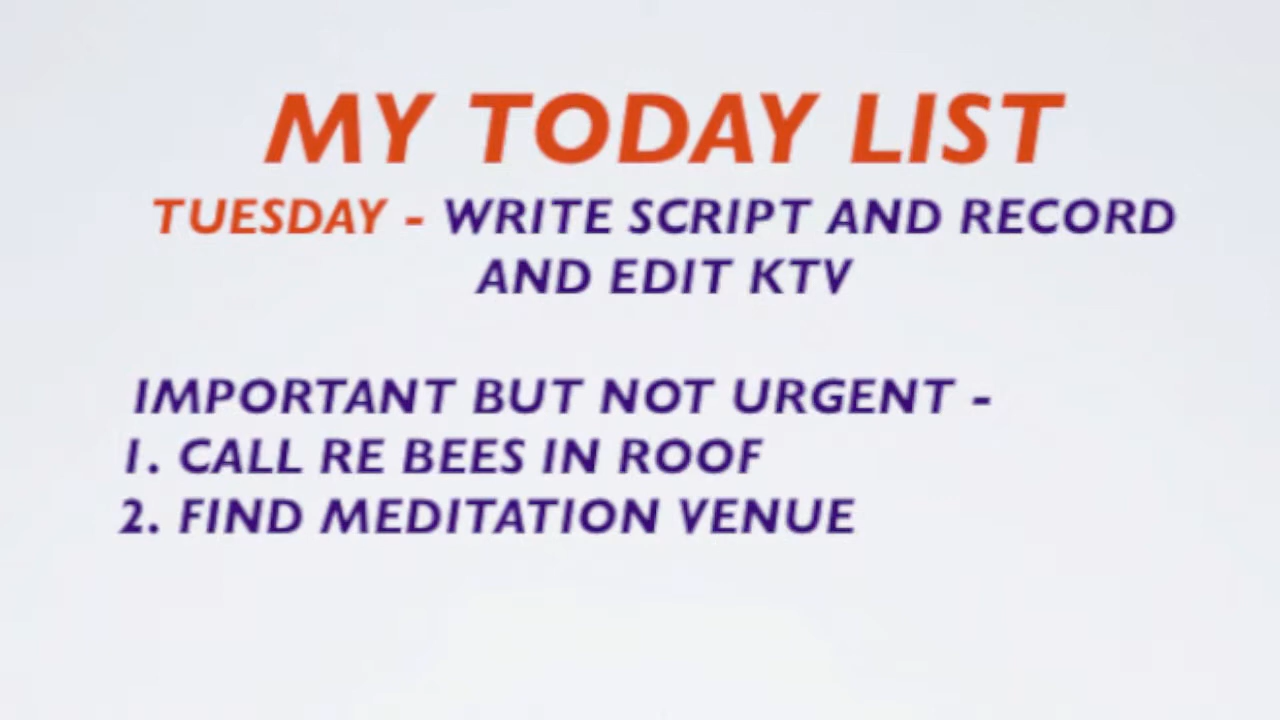 MY TODAY LIST
TUESDAY - WRITE SCRIPT AND RECORD
AND EDIT KTV
IMPORTANT BUT NOT URGENT -
1. CALL RE BEES IN ROOF
2. FIND MEDITATION VENUE